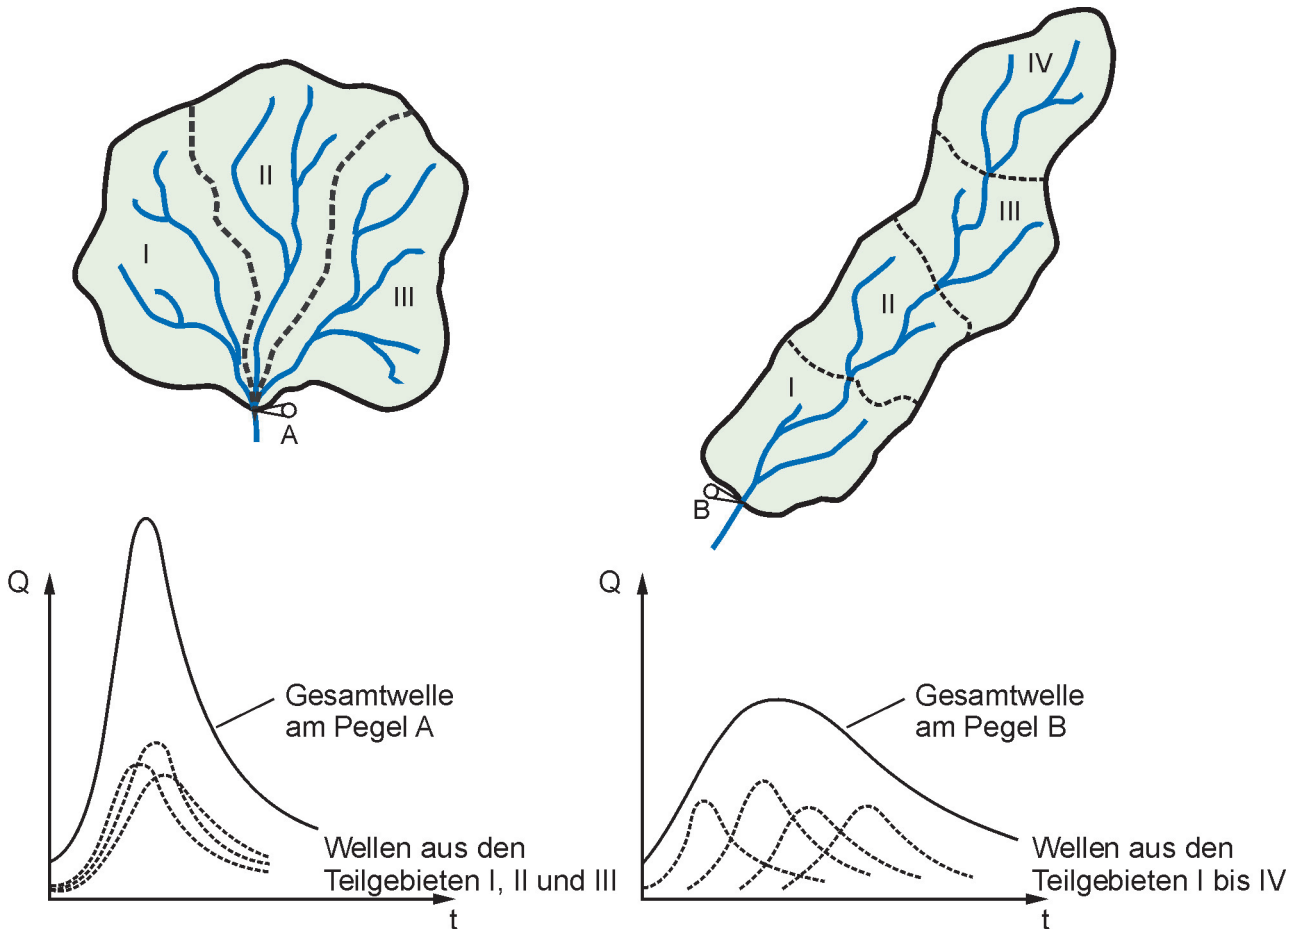 I
II
III
A
IV
III
II
I
B
Q
Gesamtwelle
am Pegel A
Wellen aus den
Teilgebieten I, II und III
t
Q
Gesamtwelle
am Pegel B
Wellen aus den
Teilgebieten I bis IV
t